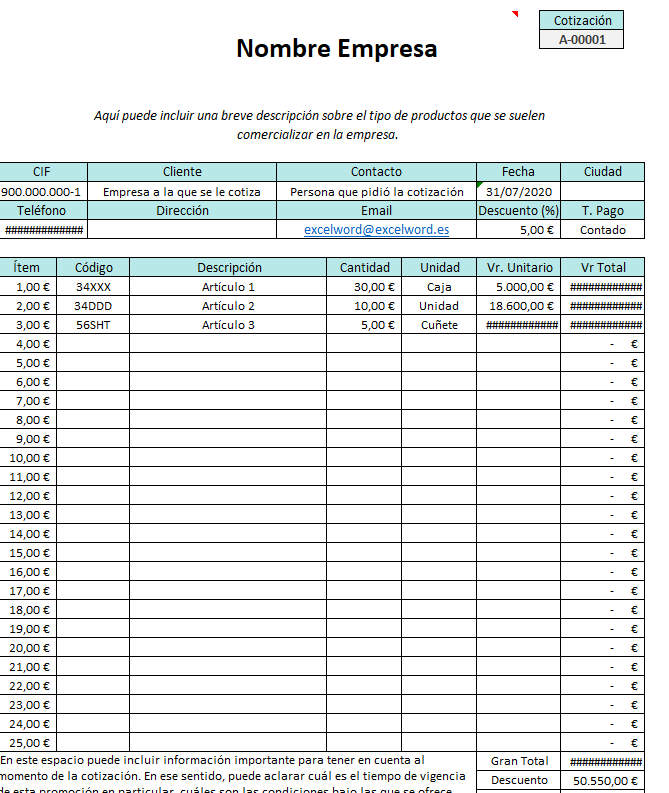 Cotización
A-00001
Nombre Empresa
Aquí puede incluir una breve descripción sobre el tipo de productos que se suelen
comercializar en la empresa.
CIF Cliente Contacto Fecha Ciudad
900.000.000-1 Empresa a la que se le cotiza Persona que pidió la cotización 31/07/2020
Teléfono Dirección Email Descuento (%) T. Pago
############# excelword@excelword.es 5,00 € Contado
Ítem Código Descripción Cantidad Unidad Vr. Unitario Vr Total
1,00 € 34XXX Artículo 1 30,00 € Caja 5.000,00 € ############
2,00 € 34DDD Artículo 2 10,00 € Unidad 18.600,00 € ############
3,00 € 56SHT Artículo 3 5,00 € Cuñete ############ ############
4,00 € - €
5,00 € - €
6,00 € - €
7,00 € - €
8,00 € - €
9,00 € - €
10,00 € - €
11,00 € - €
12,00 € - €
13,00 € - €
14,00 € - €
15,00 € - €
16,00 € - €
17,00 € - €
18,00 € - €
19,00 € - €
20,00 € - €
21,00 € - €
22,00 € - €
23,00 € - €
24,00 € - €
25,00 € - €
En este espacio puede incluir información importante para tener en cuenta al
momento de la cotización. En ese sentido, puede aclarar cuál es el tiempo de vigencia
de esta promoción en particular, cuáles son las condiciones bajo las que se ofrece
Gran Total ############
Descuento 50.550,00 €